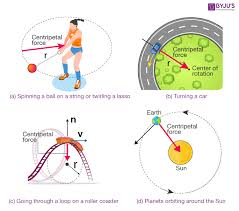 BYJU'S
The Learning App
Centripetal
force
r
(a) Spinning a ball on a string or twirling a lasso
Centripetal
force
r
Center of
rotation
(b) Turning a car
n
v
r
Centripetal
force
(c) Going through a loop on a roller coaster
Earth
Centripetal
force
r
Sun
(d) Planets orbiting around the Sun